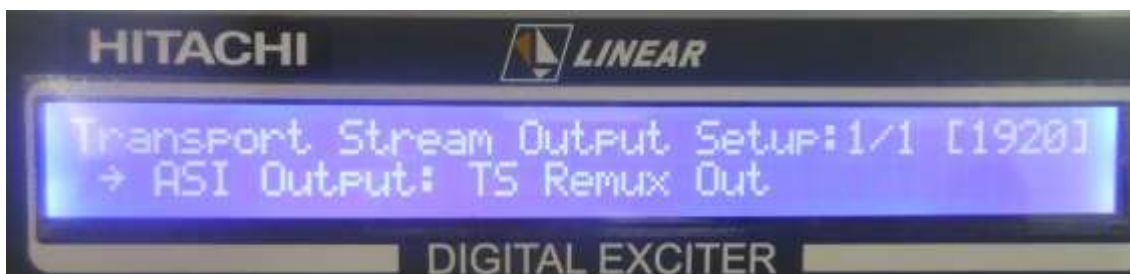 HITACHI LINEAR
Transport Stream Output Setup:1/1 [1920]
→ ASI Output: TS Remux Out
DIGITAL EXCITER